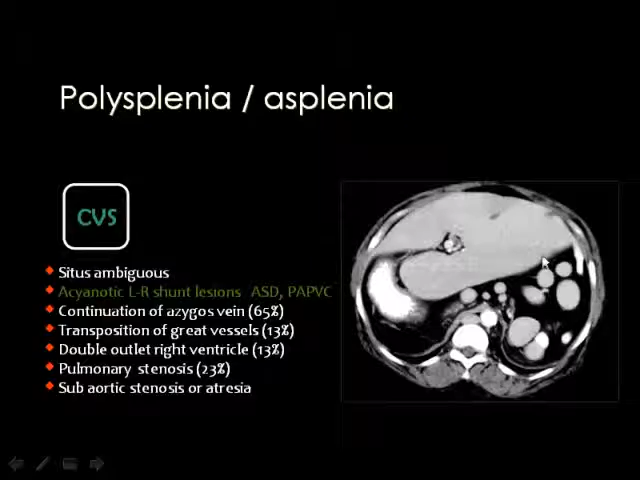 Polysplenia / asplenia
CVS
Situs ambiguous
Acyanotic L-R shunt lesions ASD, PAPVC
Continuation of azygos vein (65%)
Transposition of great vessels (13%)
Double outlet right ventricle (13%)
Pulmonary stenosis (23%)
Sub aortic stenosis or atresia